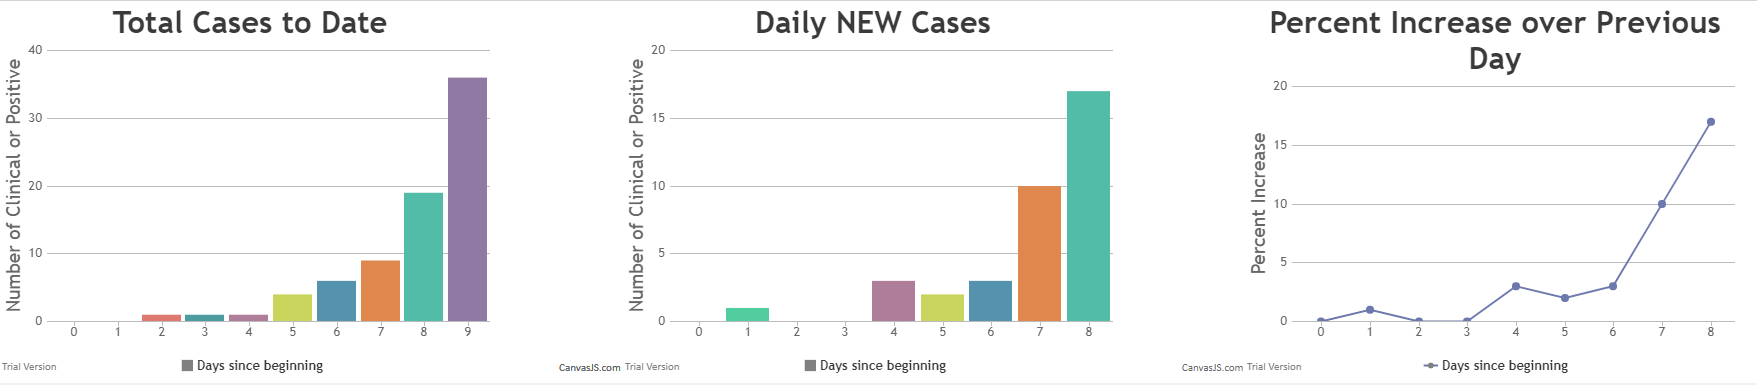 Total Cases to Date
Number of Clinical or Positive
40
30
20
10
0
0 1 2 3 4 5 6 7 8 9
Days since beginning
Trial Version
CanvasJS.com
Daily NEW Cases
Number of Clinical or Positive
20
15
10
5
0
0 1 2 3 4 5 6 7 8
Days since beginning
Trial Version
CanvasJS.com
Percent Increase over Previous
Day
Percent Increase
20
15
10
5
0
0 1 2 3 4 5 6 7 8
Days since beginning
Trial Version